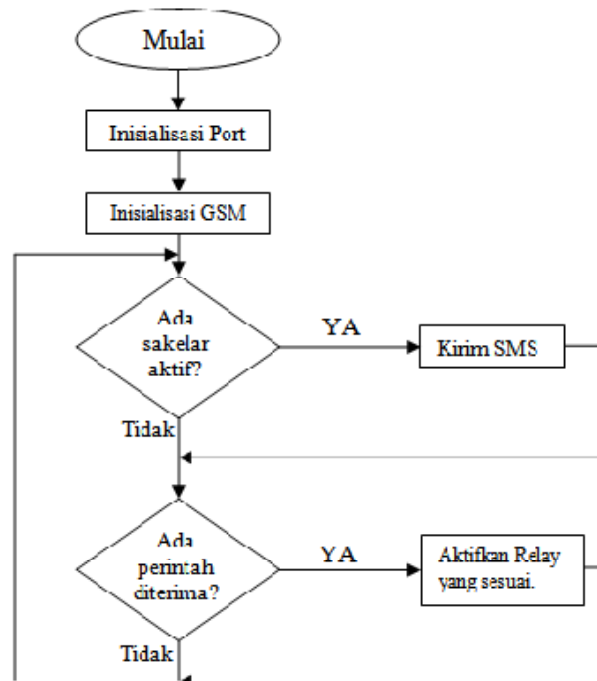 Mulai
Inisialisasi Port
Inisialisasi GSM
Ada
sakelar
aktif?
YA
Kirim SMS
Tidak
Ada
perintah
diterima?
YA
Aktifkan Relay
yang sesuai.
Tidak